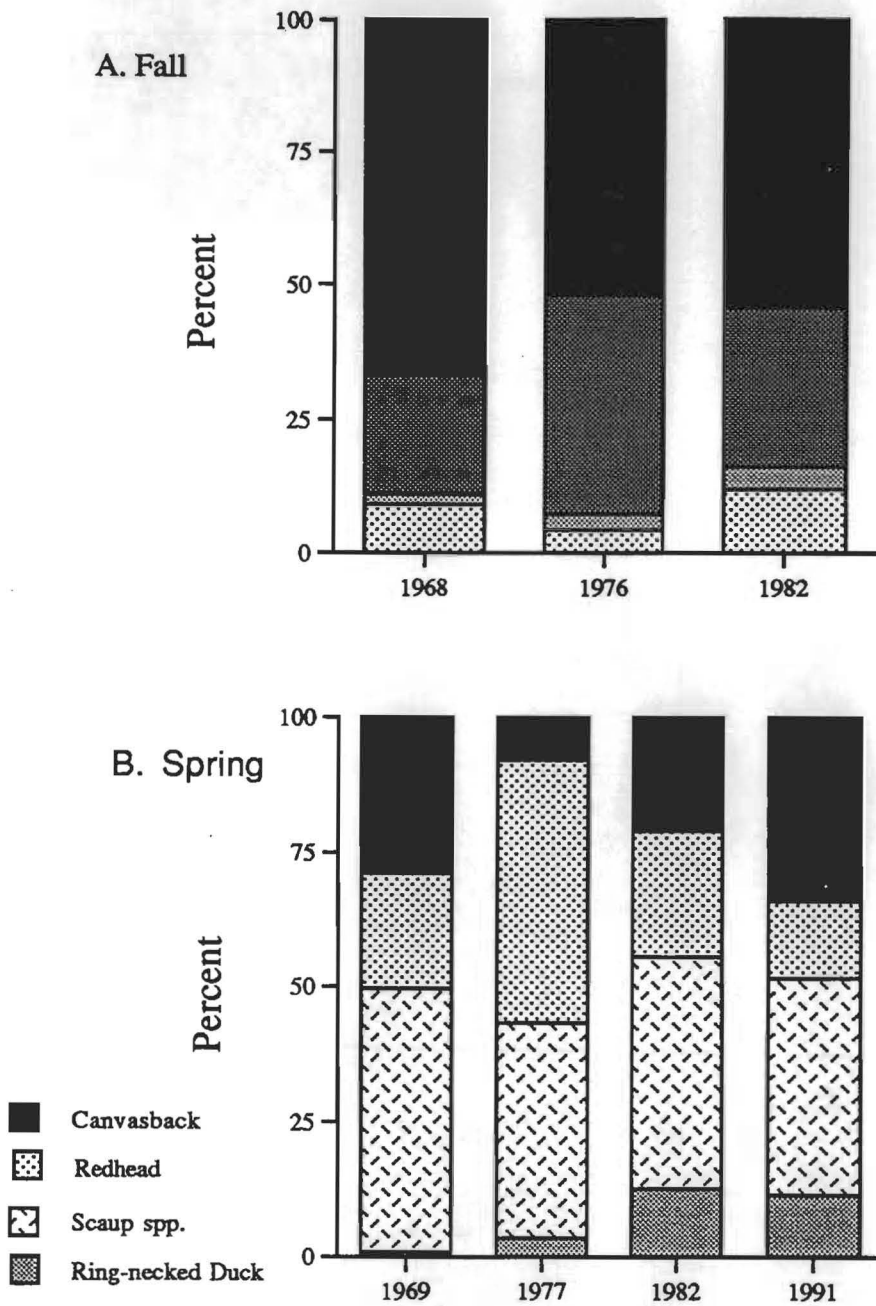 A. Fall
Percent
100
75
50
25
0
1968
1976
1982
B. Spring
Percent
100
75
50
25
0
1969
1977
1982
1991
Canvasback
Redhead
Scaup spp.
Ring-necked Duck